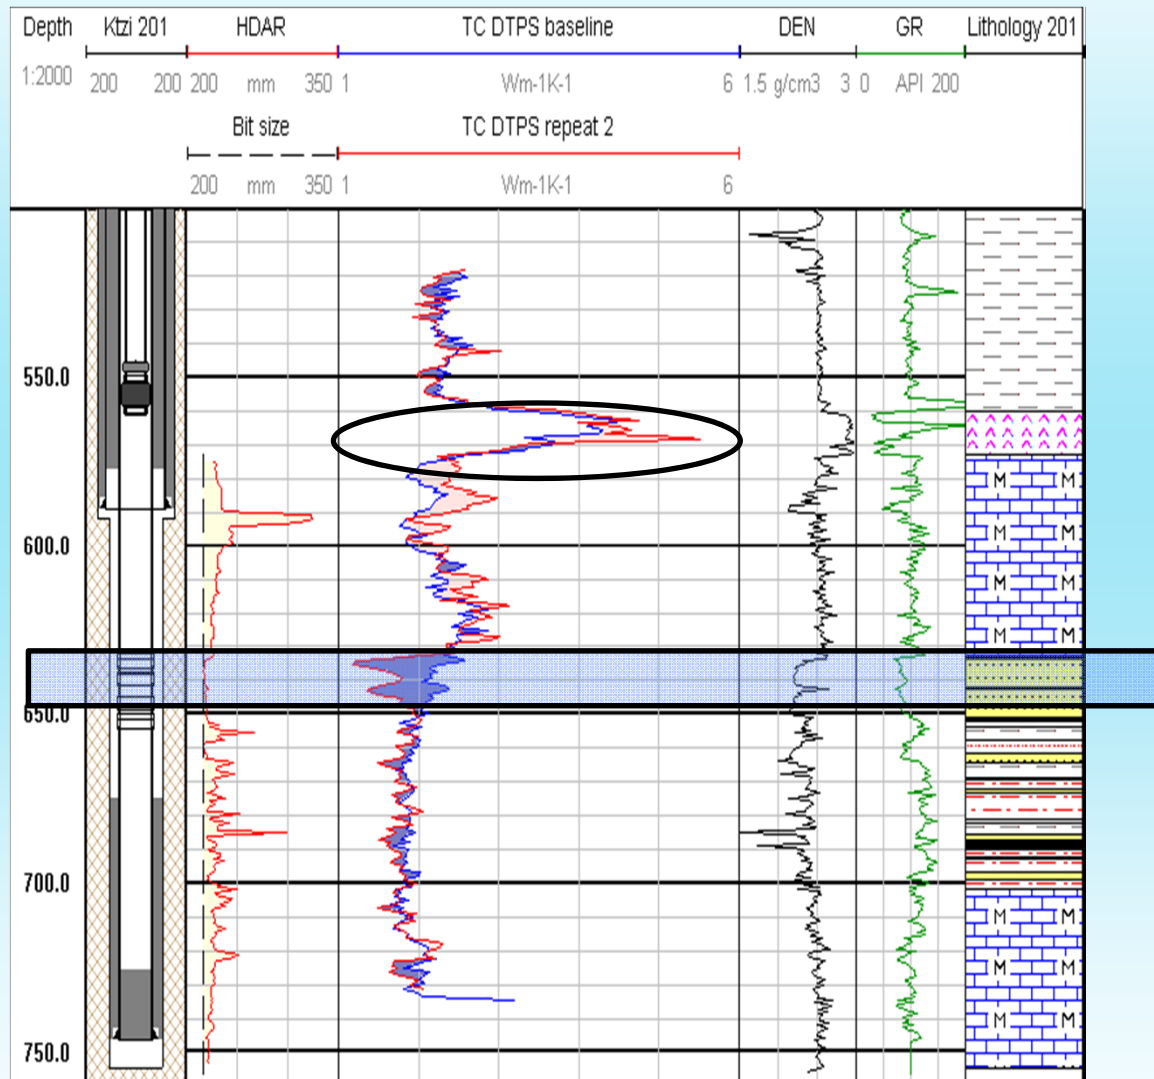 Depth Ktzi 201 HDAR TC DTPS baseline DEN GR Lithology 201
1:2000 200 200 200 mm 350 1 Wm-1K-1 6 1.5 g/cm3 3 0 API 200
Bit size TC DTPS repeat 2
200 mm 350 1 Wm-1K-1 6
550.0
M M
M M
600.0
M M
M M
650.0
700.0
M M
M M
M M
750.0